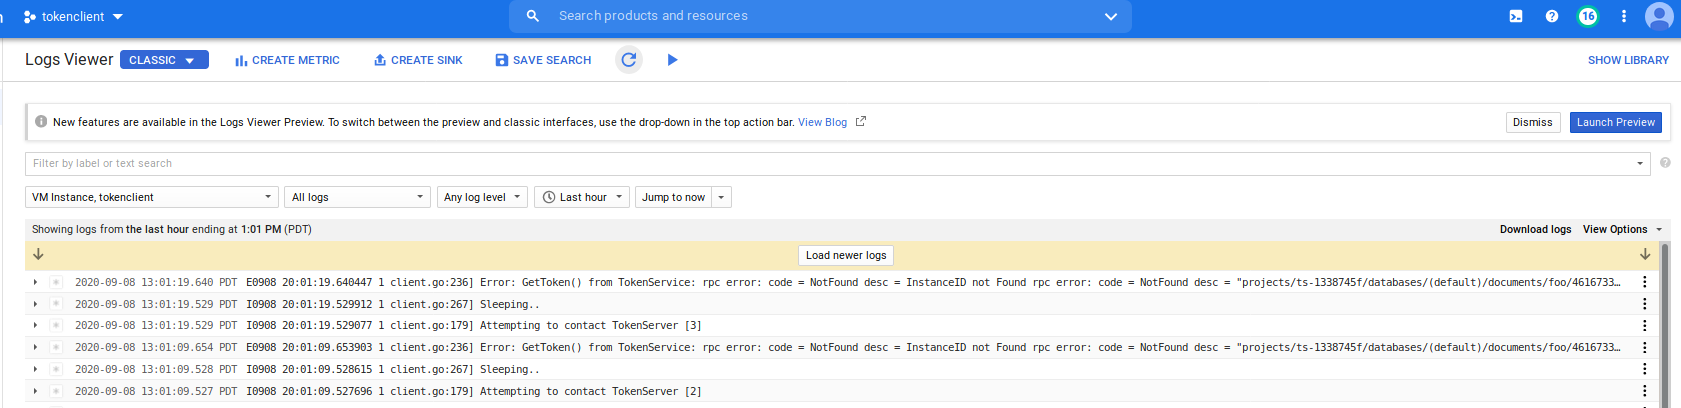 tokenclient Search products and resources 16
Logs Viewer CLASSIC CREATE METRIC CREATE SINK SAVE SEARCH SHOW LIBRARY
New features are available in the Logs Viewer Preview. To switch between the preview and classic interfaces, use the drop-down in the top action bar. View Blog Dismiss Launch Preview
Filter by label or text search
VM Instance, tokenclient All logs Any log level Last hour Jump to now
Showing logs from the last hour ending at 1:01 PM (PDT) Download logs View Options
Load newer logs
2020-09-08 13:01:19.640 PDT E0908 20:01:19.640447 1 client.go:236] Error: GetToken() from TokenService: rpc error: code = NotFound desc = InstanceID not Found rpc error: code = NotFound desc = "projects/ts-1338745f/databases/(default)/documents/foo/4616733…
2020-09-08 13:01:19.529 PDT I0908 20:01:19.529912 1 client.go:267] Sleeping..
2020-09-08 13:01:19.529 PDT I0908 20:01:19.529077 1 client.go:179] Attempting to contact TokenServer [3]
2020-09-08 13:01:09.654 PDT E0908 20:01:09.653903 1 client.go:236] Error: GetToken() from TokenService: rpc error: code = NotFound desc = InstanceID not Found rpc error: code = NotFound desc = "projects/ts-1338745f/databases/(default)/documents/foo/4616733…
2020-09-08 13:01:09.528 PDT I0908 20:01:09.528615 1 client.go:267] Sleeping..
2020-09-08 13:01:09.527 PDT I0908 20:01:09.527696 1 client.go:179] Attempting to contact TokenServer [2]